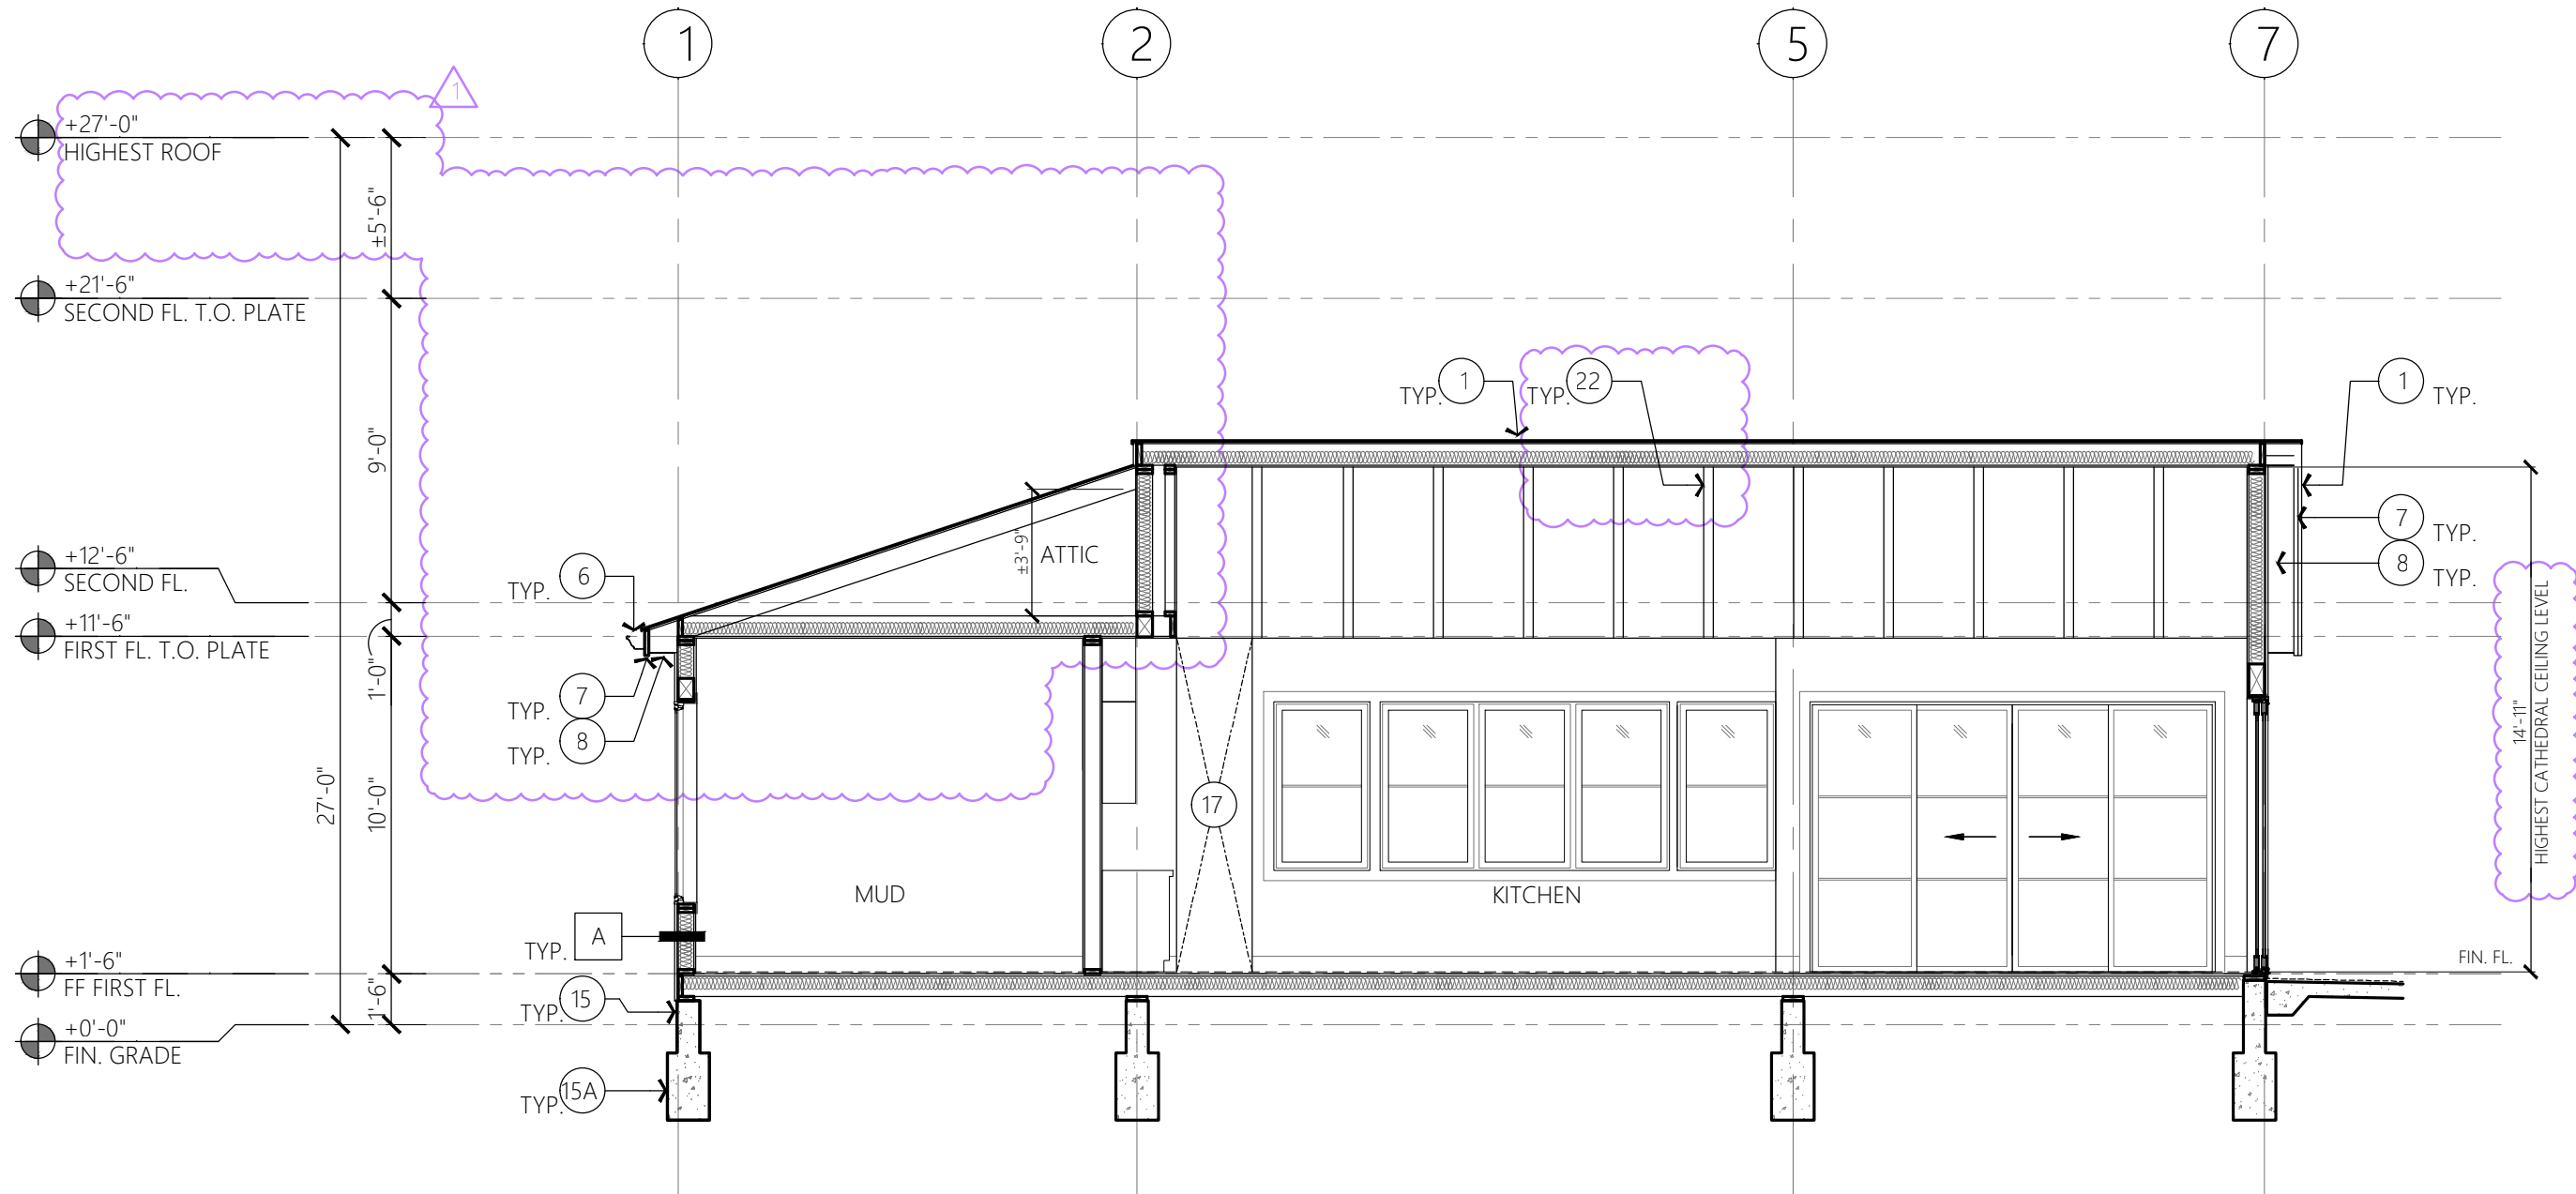 1
2
5
7
1
+27'-0"
HIGHEST ROOF
±5'-6"
+21'-6"
SECOND FL. T.O. PLATE
TYP. 1
TYP. 22
1 TYP.
9'-0"
7 TYP.
8 TYP.
±3'-9"
ATTIC
+12'-6"
SECOND FL.
TYP. 6
+11'-6"
FIRST FL. T.O. PLATE
1'-0"
TYP. 7
TYP. 8
14'-11"
HIGHEST CATHEDRAL CEILING LEVEL
27'-0"
10'-0"
17
MUD
KITCHEN
TYP. A
+1'-6"
FF FIRST FL.
FIN. FL.
1'-6"
TYP. 15
+0'-0"
FIN. GRADE
TYP. 15A